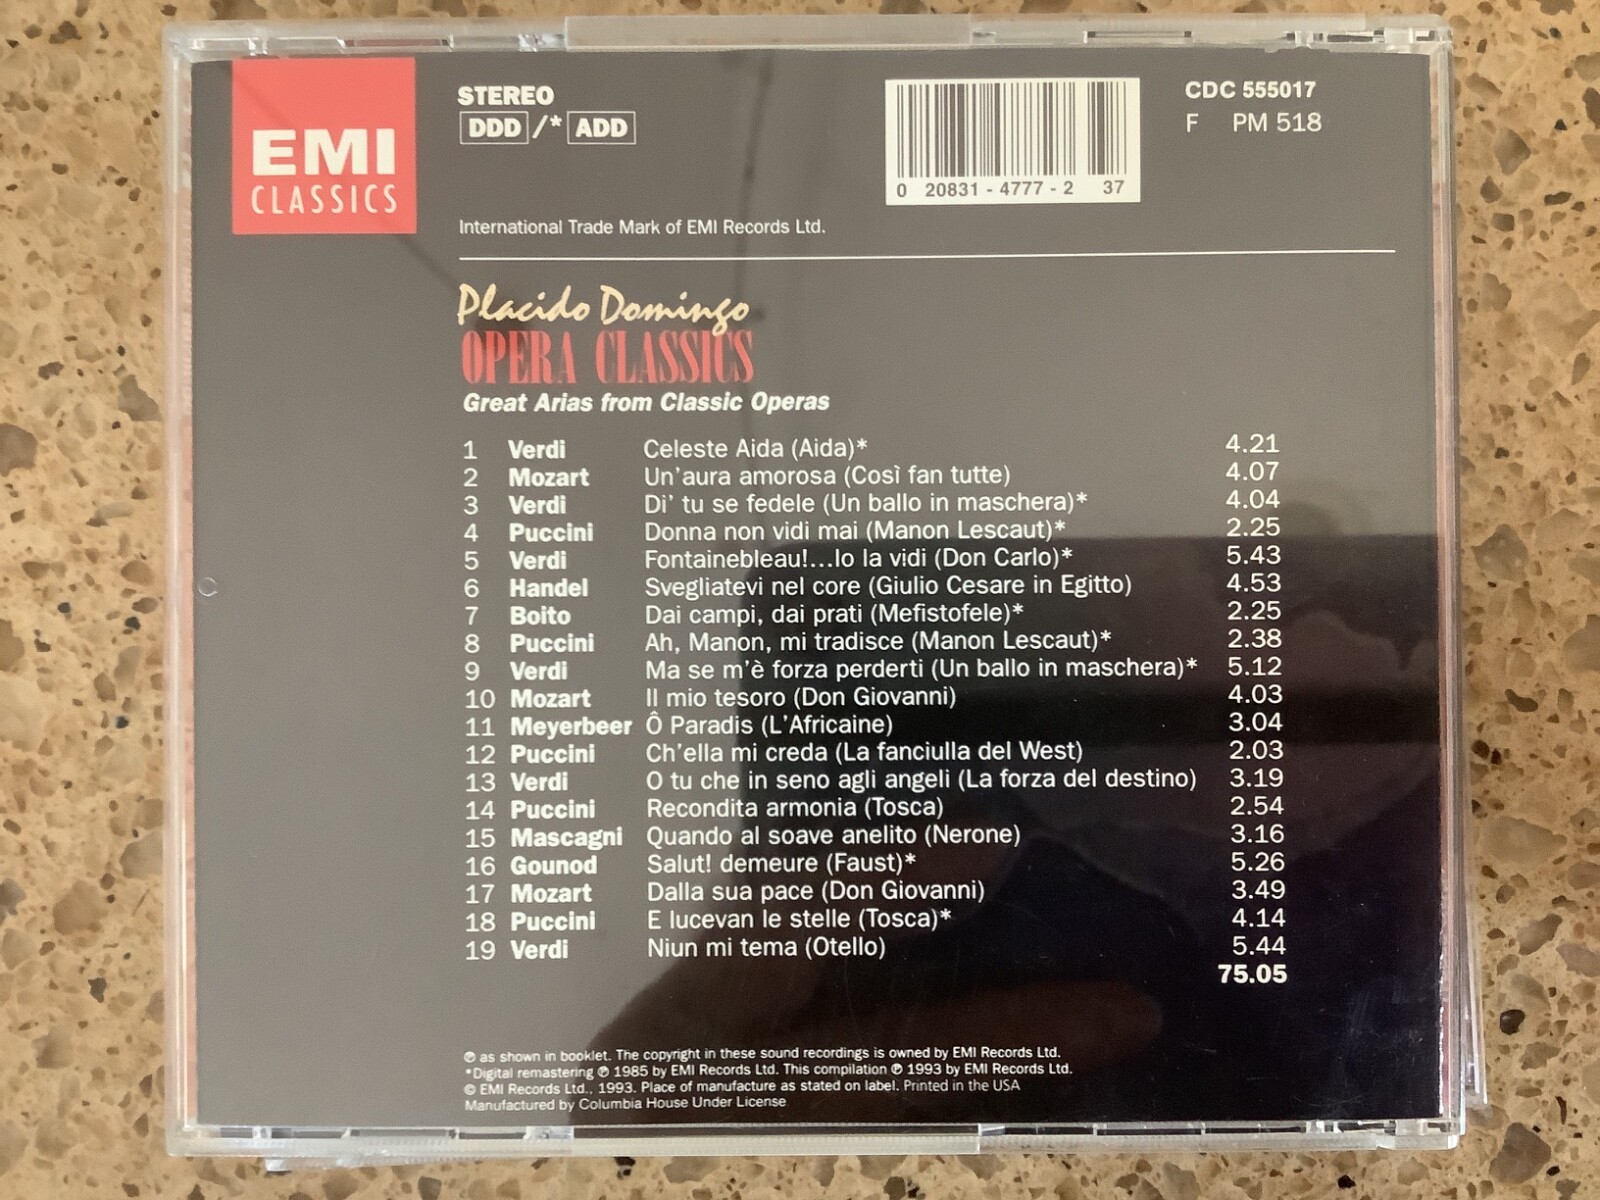 EMI
CLASSICS
STEREO
DDD /* ADD
0 20831 - 4777 - 2 37
CDC 555017
F PM 518
International Trade Mark of EMI Records Ltd.
Placido Domingo
OPERA CLASSICS
Great Arias from Classic Operas
1 Verdi Celeste Aida (Aida)* 4.21
2 Mozart Un'aura amorosa (Così fan tutte) 4.07
3 Verdi Di' tu se fedele (Un ballo in maschera)* 4.04
4 Puccini Donna non vidi mai (Manon Lescaut)* 2.25
5 Verdi Fontainebleau!...Io la vidi (Don Carlo)* 5.43
6 Handel Svegliatevi nel core (Giulio Cesare in Egitto) 4.53
7 Boito Dai campi, dai prati (Mefistofele)* 2.25
8 Puccini Ah, Manon, mi tradisce (Manon Lescaut)* 2.38
9 Verdi Ma se m'è forza perderti (Un ballo in maschera)* 5.12
10 Mozart Il mio tesoro (Don Giovanni) 4.03
11 Meyerbeer Ô Paradis (L'Africaine) 3.04
12 Puccini Ch'ella mi creda (La fanciulla del West) 2.03
13 Verdi O tu che in seno agli angeli (La forza del destino) 3.19
14 Puccini Recondita armonia (Tosca) 2.54
15 Mascagni Quando al soave anelito (Nerone) 3.16
16 Gounod Salut! demeure (Faust)* 5.26
17 Mozart Dalla sua pace (Don Giovanni) 3.49
18 Puccini E lucevan le stelle (Tosca)* 4.14
19 Verdi Niun mi tema (Otello) 5.44
75.05
℗ as shown in booklet. The copyright in these sound recordings is owned by EMI Records Ltd.
*Digital remastering ℗ 1985 by EMI Records Ltd. This compilation ℗ 1993 by EMI Records Ltd.
© EMI Records Ltd., 1993. Place of manufacture as stated on label. Printed in the USA
Manufactured by Columbia House Under License